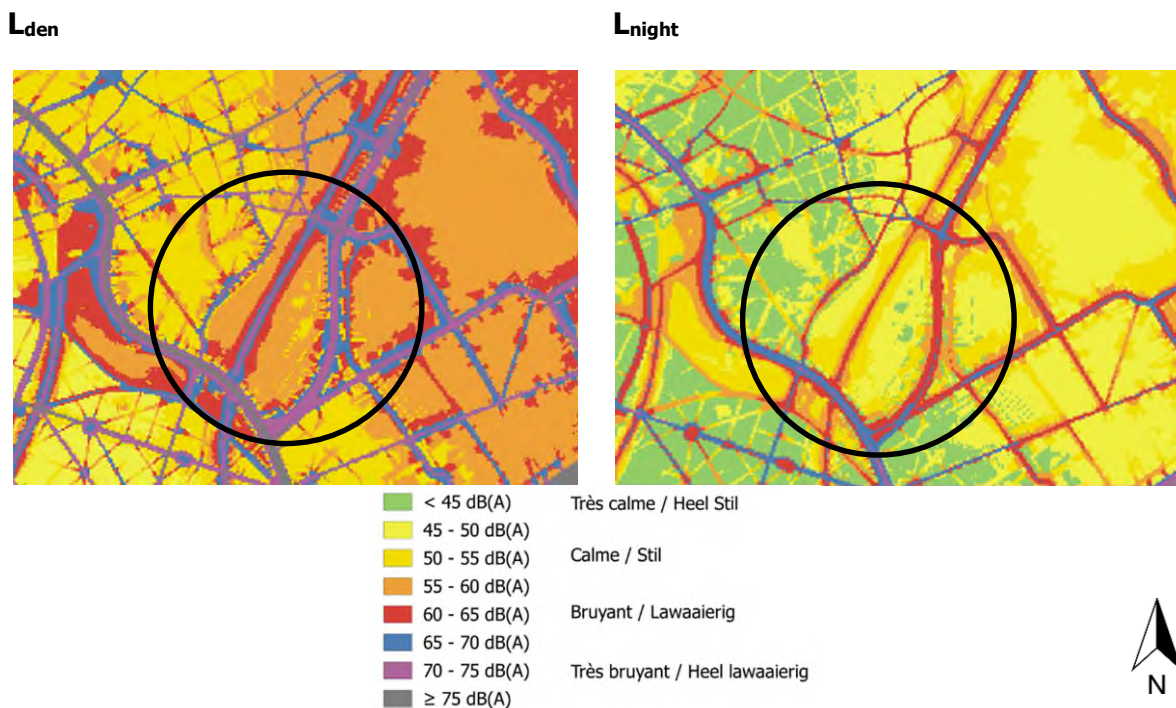 Lden
Lnight
< 45 dB(A) Très calme / Heel Stil
45 - 50 dB(A)
50 - 55 dB(A) Calme / Stil
55 - 60 dB(A)
60 - 65 dB(A) Bruyant / Lawaaierig
65 - 70 dB(A)
70 - 75 dB(A) Très bruyant / Heel lawaaierig
≥ 75 dB(A)
N